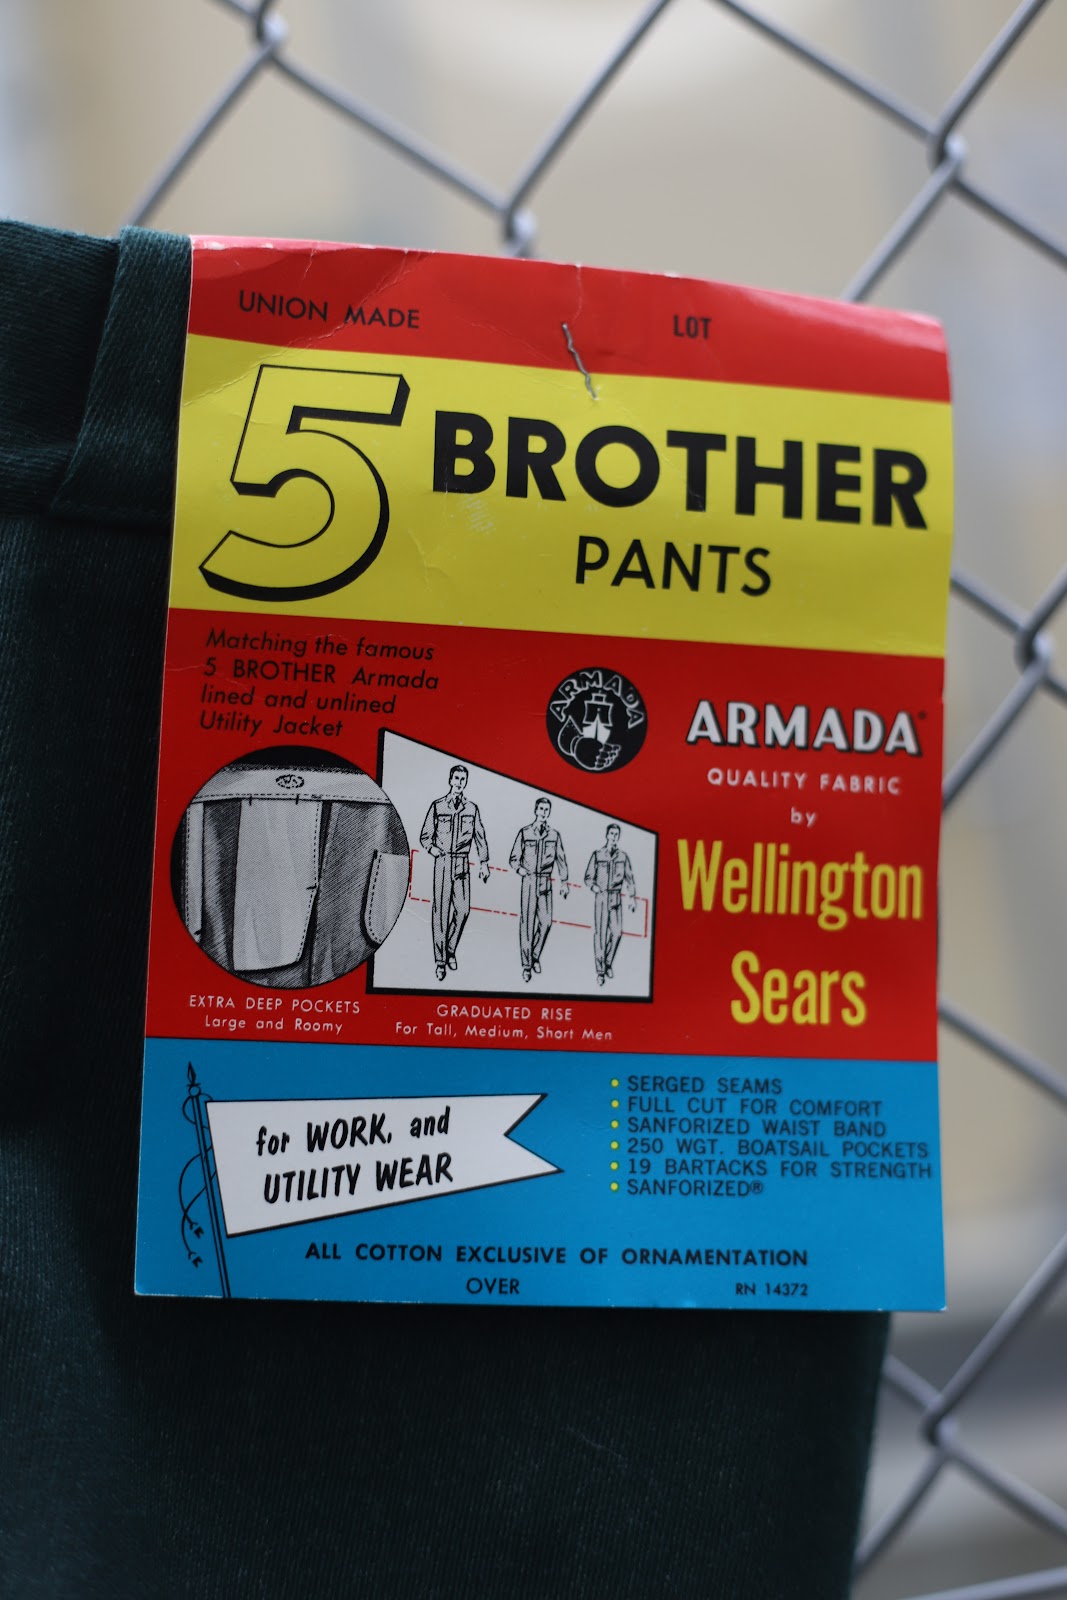 UNION MADE
LOT
5 BROTHER
PANTS
Matching the famous
5 BROTHER Armada
lined and unlined
Utility Jacket
ARMADA
ARMADA
QUALITY FABRIC
by
Wellington
Sears
EXTRA DEEP POCKETS
Large and Roomy
GRADUATED RISE
For Tall, Medium, Short Men
for WORK, and
UTILITY WEAR
• SERGED SEAMS
• FULL CUT FOR COMFORT
• SANFORIZED WAIST BAND
• 250 WGT. BOATSAIL POCKETS
• 19 BARTACKS FOR STRENGTH
• SANFORIZED®
ALL COTTON EXCLUSIVE OF ORNAMENTATION
OVER
RN 14372